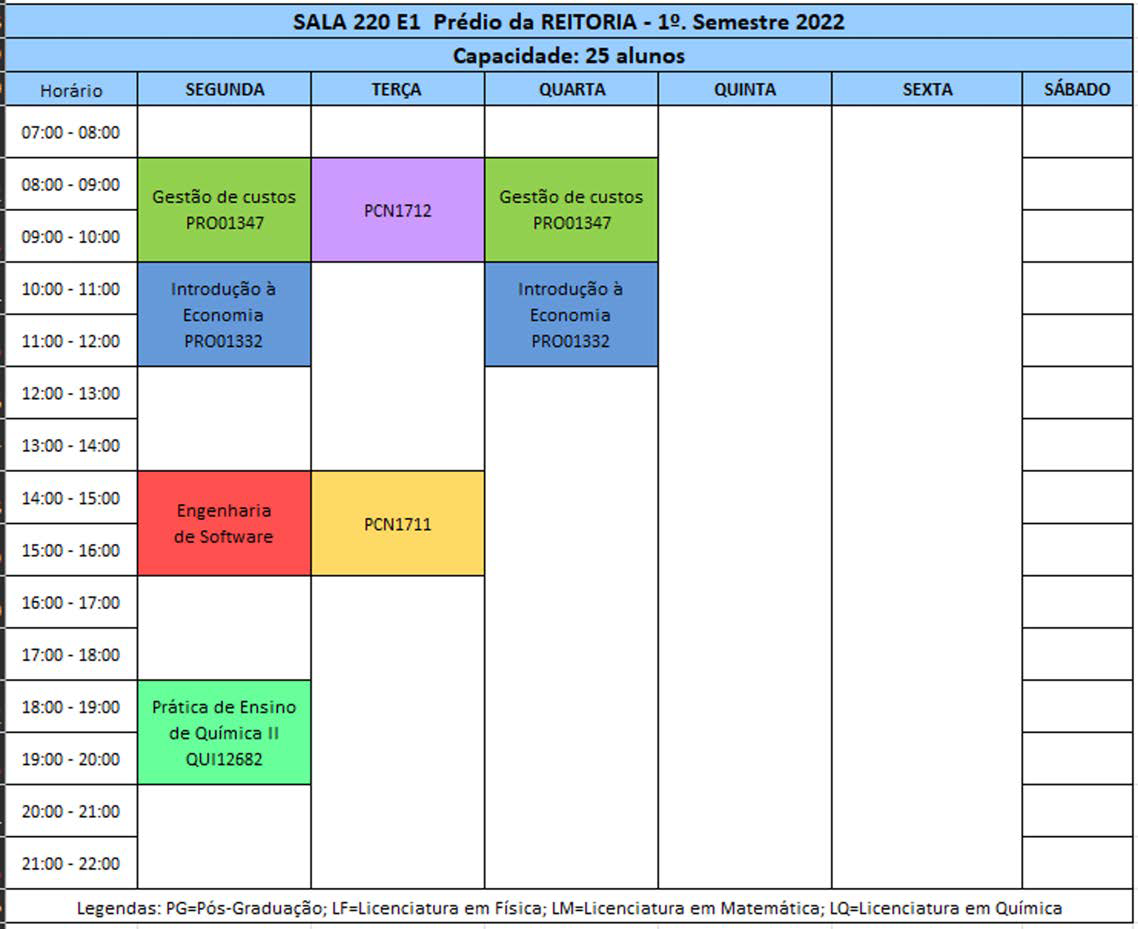 SALA 220 E1 Prédio da REITORIA - 1º. Semestre 2022
Capacidade: 25 alunos
Horário SEGUNDA TERÇA QUARTA QUINTA SEXTA SÁBADO
07:00 - 08:00
08:00 - 09:00
09:00 - 10:00
Gestão de custos
PRO01347
PCN1712
Gestão de custos
PRO01347
10:00 - 11:00
11:00 - 12:00
Introdução à
Economia
PRO01332
Introdução à
Economia
PRO01332
12:00 - 13:00
13:00 - 14:00
14:00 - 15:00
15:00 - 16:00
Engenharia
de Software
PCN1711
16:00 - 17:00
17:00 - 18:00
18:00 - 19:00
19:00 - 20:00
Prática de Ensino
de Química II
QUI12682
20:00 - 21:00
21:00 - 22:00
Legendas: PG=Pós-Graduação; LF=Licenciatura em Física; LM=Licenciatura em Matemática; LQ=Licenciatura em Química